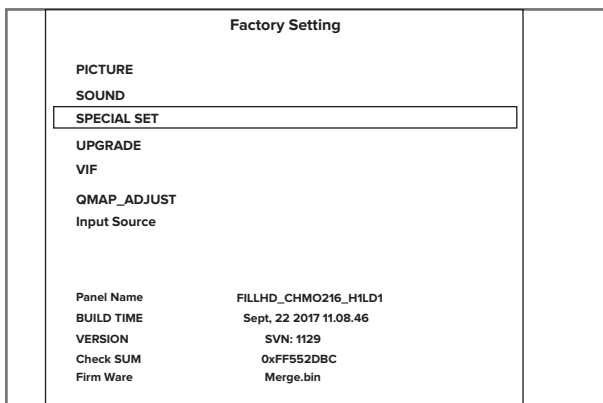 Factory Setting
PICTURE
SOUND
SPECIAL SET
UPGRADE
VIF
QMAP_ADJUST
Input Source
Panel Name FILLHD_CHMO216_H1LD1
BUILD TIME Sept, 22 2017 11.08.46
VERSION SVN: 1129
Check SUM 0xFF552DBC
Firm Ware Merge.bin